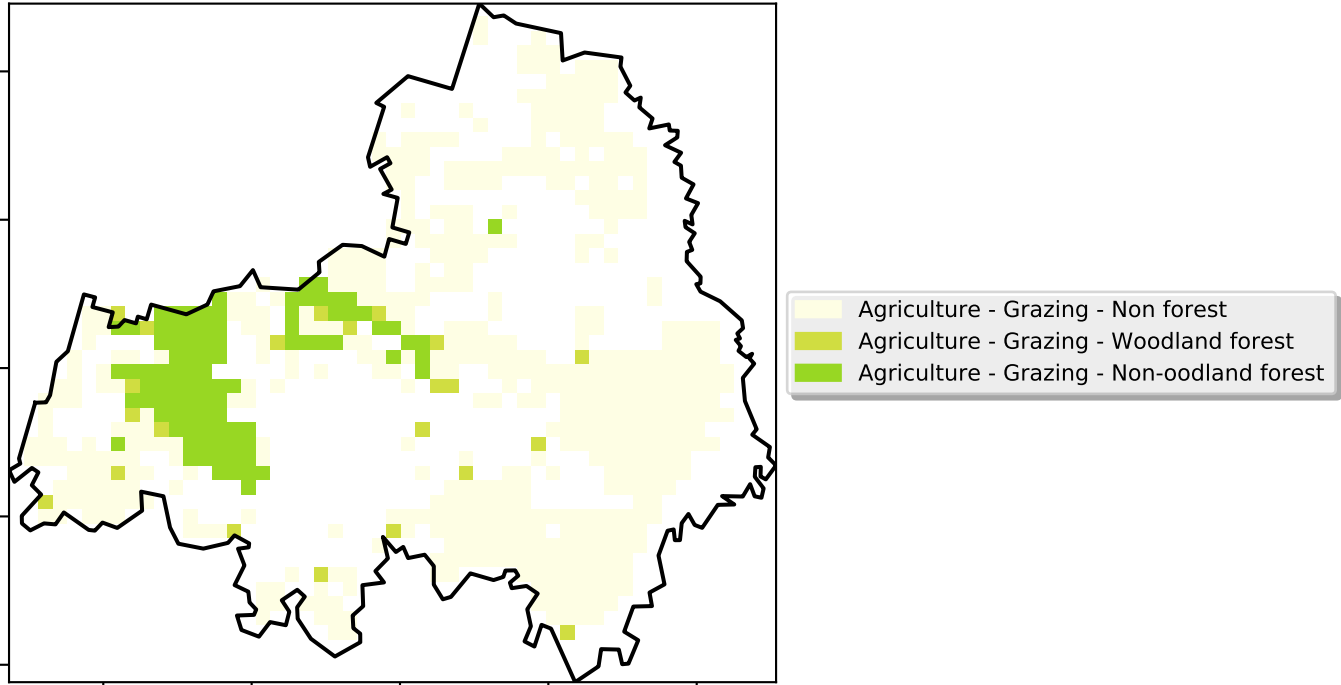 Agriculture - Grazing - Non forest
Agriculture - Grazing - Woodland forest
Agriculture - Grazing - Non-oodland forest